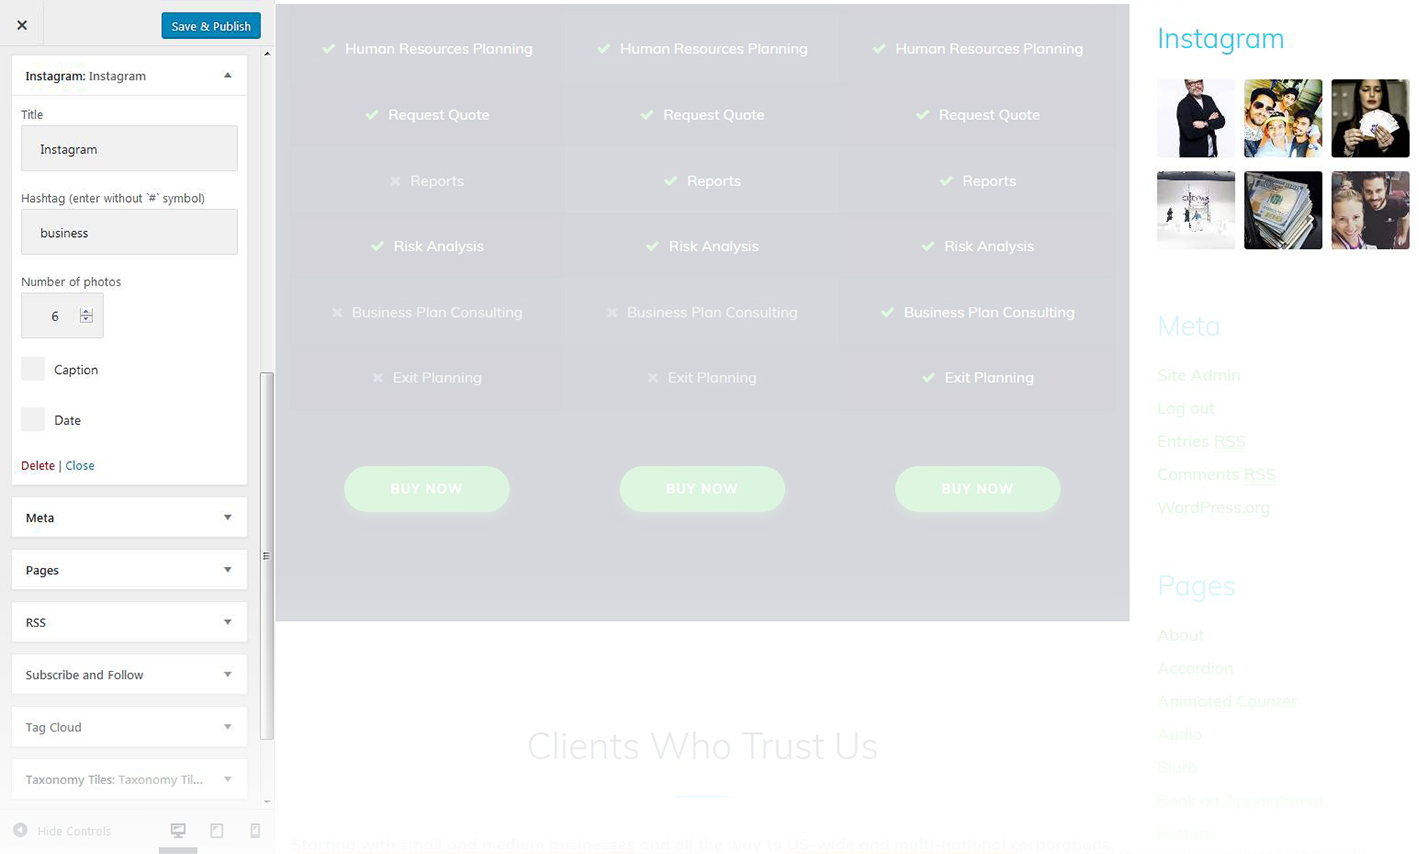 Save & Publish
Instagram: Instagram
Title
Instagram
Hashtag (enter without `#` symbol)
business
Number of photos
6
Caption
Date
Delete | Close
Meta
Pages
RSS
Subscribe and Follow
Tag Cloud
Taxonomy Tiles: Taxonomy Til...
Hide Controls
Human Resources Planning
Request Quote
Reports
Risk Analysis
Business Plan Consulting
Exit Planning
BUY NOW
Human Resources Planning
Request Quote
Reports
Risk Analysis
Business Plan Consulting
Exit Planning
BUY NOW
Human Resources Planning
Request Quote
Reports
Risk Analysis
Business Plan Consulting
Exit Planning
BUY NOW
Clients Who Trust Us
Starting with small and medium businesses and all the way to US-wide and multi-national corporations,
Instagram
Meta
Site Admin
Log out
Entries RSS
Comments RSS
WordPress.org
Pages
About
Accordion
Animated Counter
Audio
Blurb
Book an Appointment
Buttons